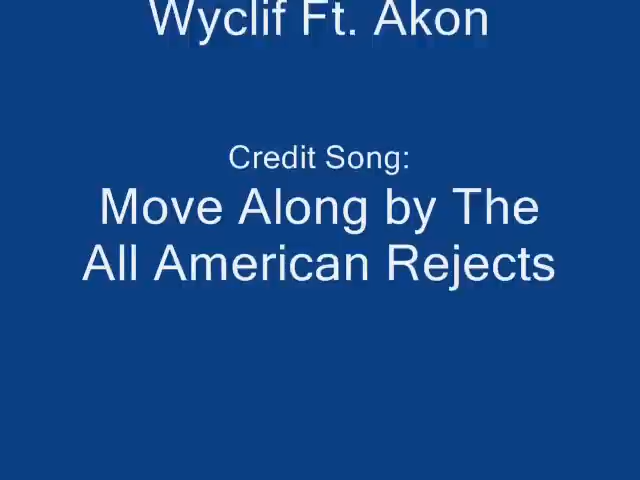 Wyclif Ft. Akon
Credit Song:
Move Along by The
All American Rejects